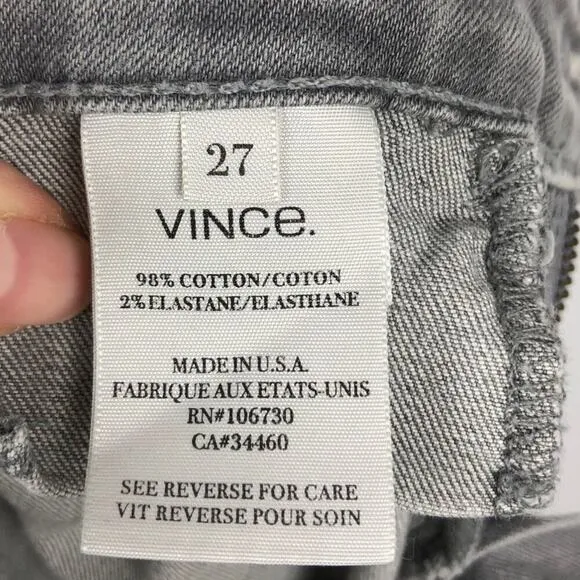 27
VINCe.
98% COTTON/COTON
2% ELASTANE/ELASTHANE
MADE IN U.S.A.
FABRIQUE AUX ETATS-UNIS
RN#106730
CA#34460
SEE REVERSE FOR CARE
VIT REVERSE POUR SOIN